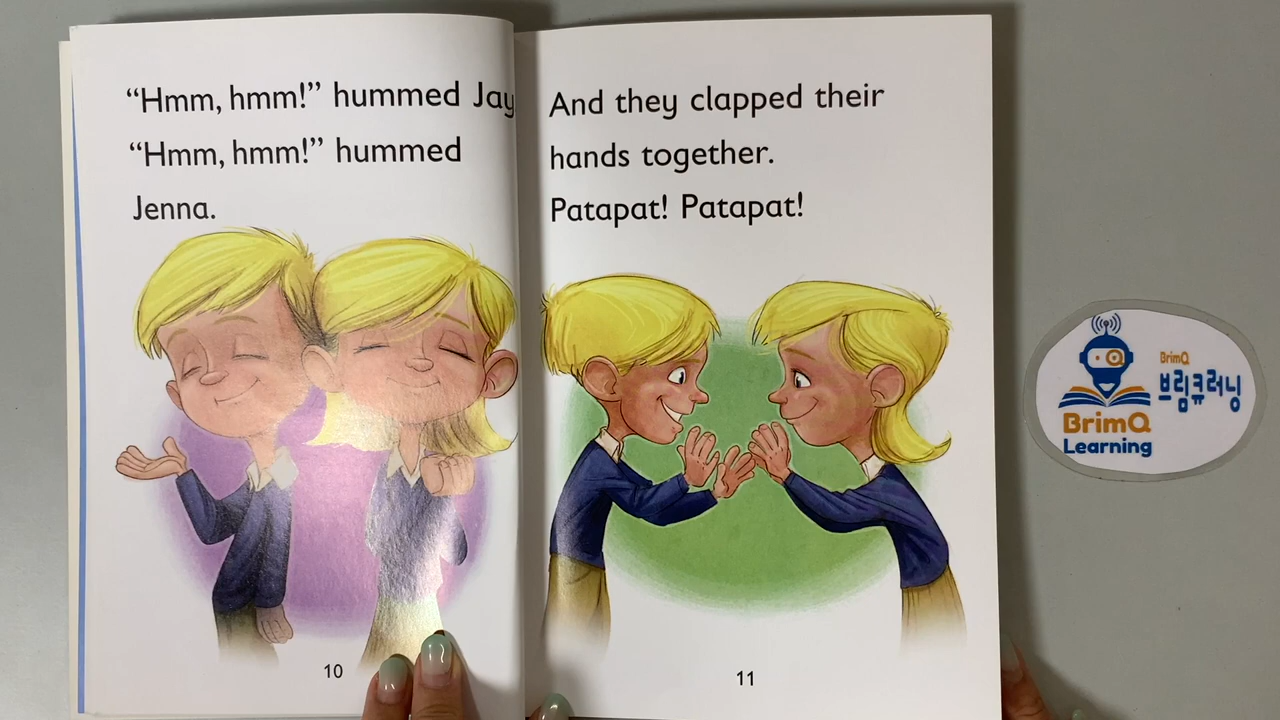 “Hmm, hmm!” hummed Jay
“Hmm, hmm!” hummed
Jenna.
10
And they clapped their
hands together.
Patapat! Patapat!
11
BrimQ
브림큐러닝
BrimQ
Learning